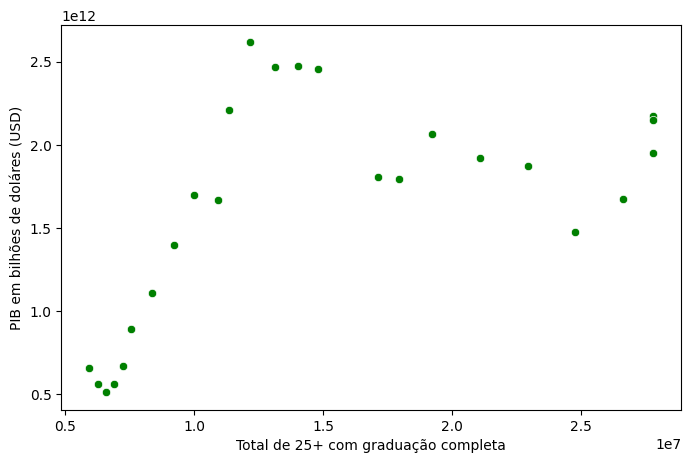 1e12
2.5
2.0
1.5
1.0
0.5
PIB em bilhões de doláres (USD)
0.5 1.0 1.5 2.0 2.5
1e7
Total de 25+ com graduação completa